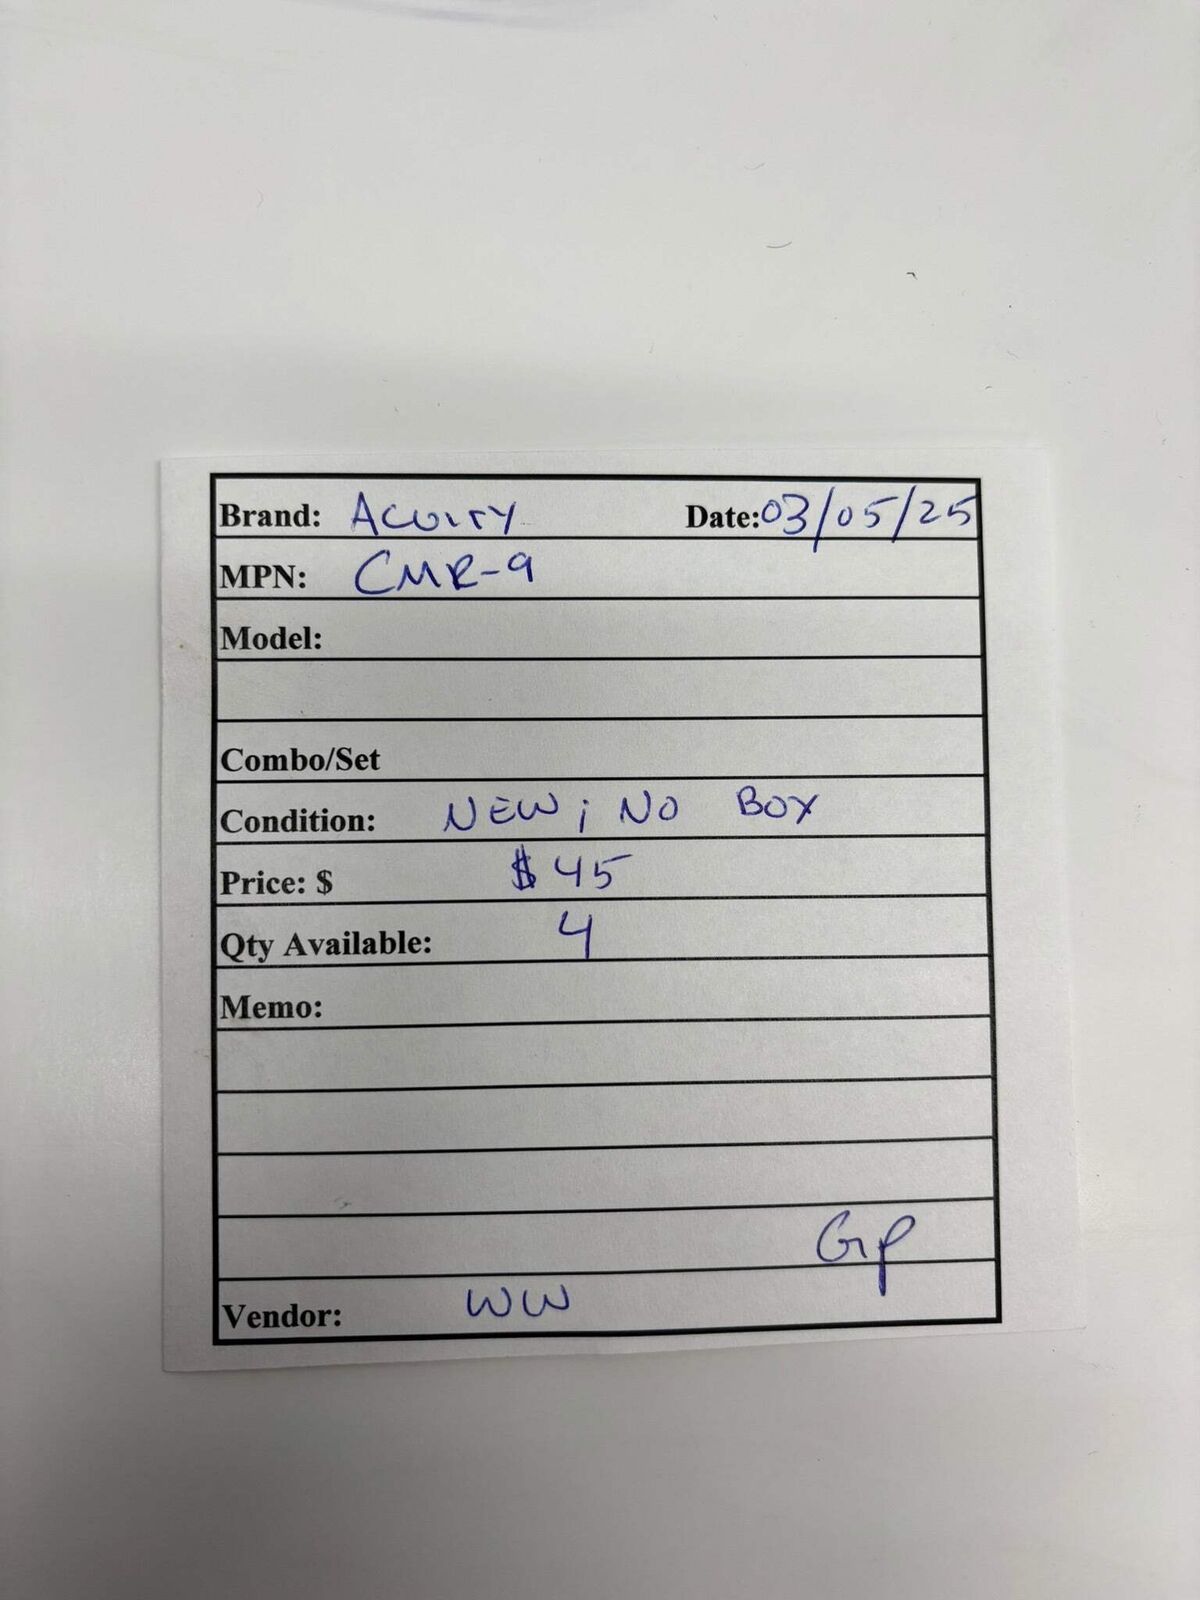 Brand: ACUITY Date: 03/05/25
MPN: CMR-9
Model:
Combo/Set
Condition: NEW; NO BOX
Price: $ $45
Qty Available: 4
Memo:
GP
Vendor: WW